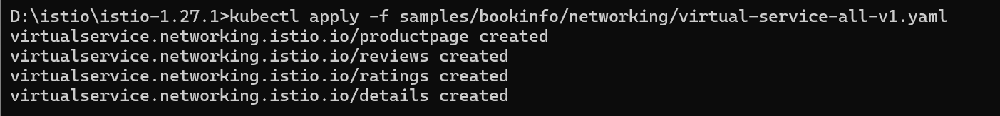 D:\istio\istio-1.27.1>kubectl apply -f samples/bookinfo/networking/virtual-service-all-v1.yaml
virtualservice.networking.istio.io/productpage created
virtualservice.networking.istio.io/reviews created
virtualservice.networking.istio.io/ratings created
virtualservice.networking.istio.io/details created